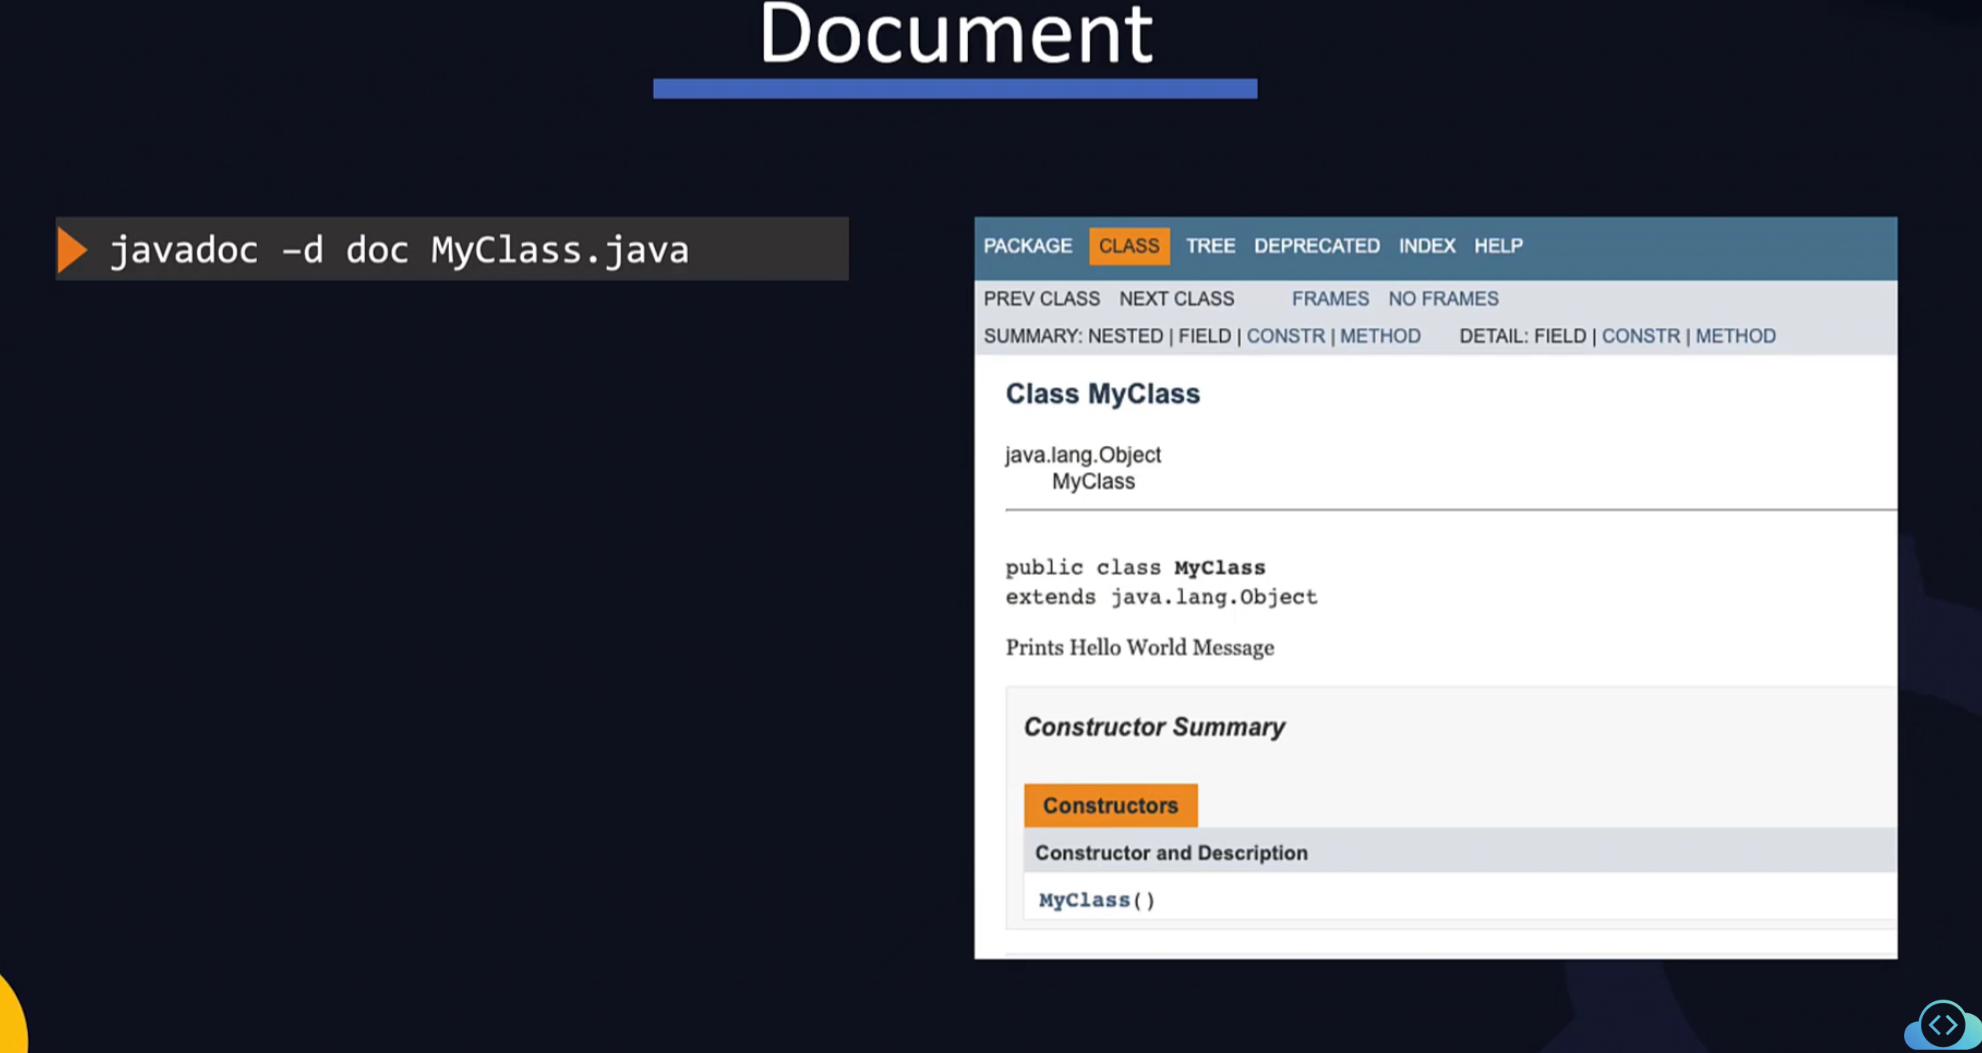 Document
javadoc –d doc MyClass.java
PACKAGE CLASS TREE DEPRECATED INDEX HELP
PREV CLASS NEXT CLASS FRAMES NO FRAMES
SUMMARY: NESTED | FIELD | CONSTR | METHOD DETAIL: FIELD | CONSTR | METHOD
Class MyClass
java.lang.Object
MyClass
public class MyClass
extends java.lang.Object
Prints Hello World Message
Constructor Summary
Constructors
Constructor and Description
MyClass()